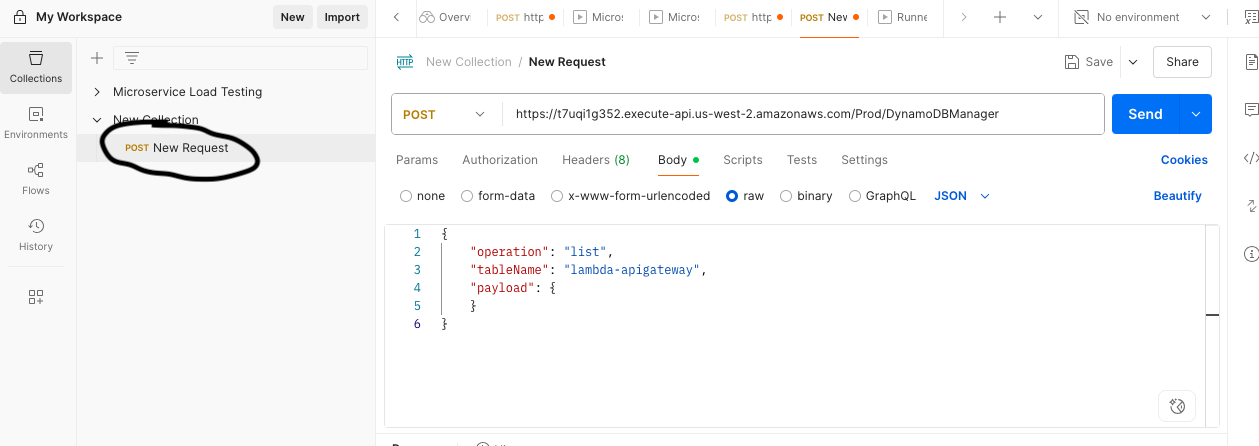 My Workspace
New
Import
Overvi
POST http
Micros
Micros
POST http
POST New
Runne
No environment
Collections
Environments
Flows
History
Microservice Load Testing
New Collection
POST New Request
HTTP
New Collection / New Request
Save
Share
POST
https://t7uqi1g352.execute-api.us-west-2.amazonaws.com/Prod/DynamoDBManager
Send
Params
Authorization
Headers (8)
Body
Scripts
Tests
Settings
Cookies
none
form-data
x-www-form-urlencoded
raw
binary
GraphQL
JSON
Beautify
1 {
2 "operation": "list",
3 "tableName": "lambda-apigateway",
4 "payload": {
5 }
6 }